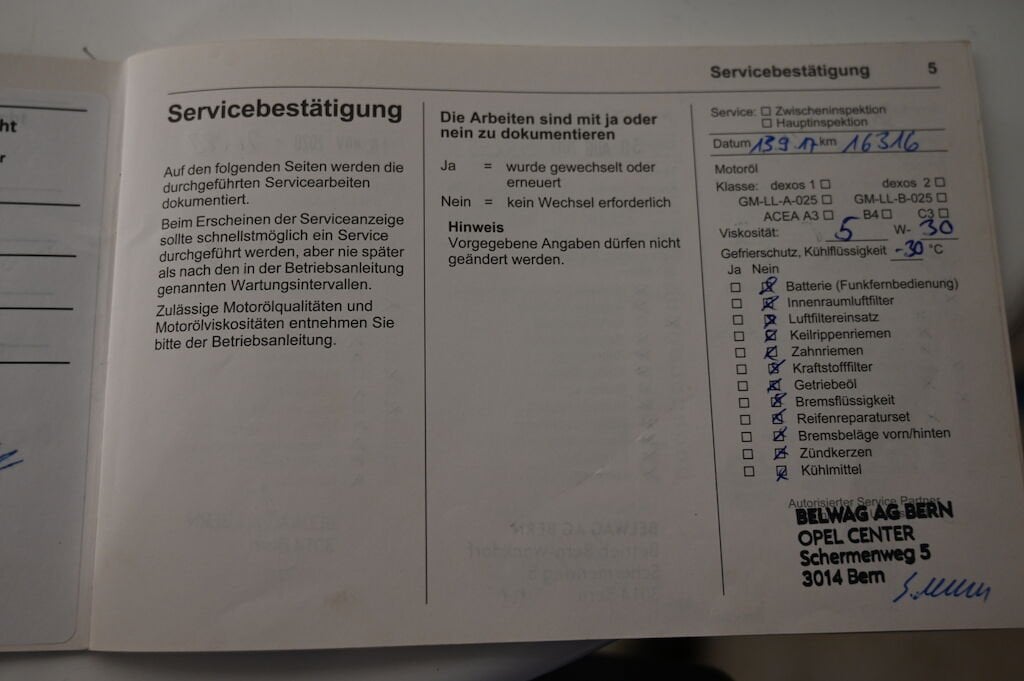 Servicebestätigung 5
ht
r
Servicebestätigung
Auf den folgenden Seiten werden die
durchgeführten Servicearbeiten
dokumentiert.
Beim Erscheinen der Serviceanzeige
sollte schnellstmöglich ein Service
durchgeführt werden, aber nie später
als nach den in der Betriebsanleitung
genannten Wartungsintervallen.
Zulässige Motorölqualitäten und
Motorölviskositäten entnehmen Sie
bitte der Betriebsanleitung.
Die Arbeiten sind mit ja oder
nein zu dokumentieren
Ja = wurde gewechselt oder
erneuert
Nein = kein Wechsel erforderlich
Hinweis
Vorgegebene Angaben dürfen nicht
geändert werden.
Service: ☐ Zwischeninspektion
☐ Hauptinspektion
Datum 13.9.17 km 16316
Motoröl
Klasse: dexos 1 ☐ dexos 2 ☐
GM-LL-A-025 ☐ GM-LL-B-025 ☐
ACEA A3 ☐ B4 ☐ C3 ☐
Viskosität: 5 W- 30
Gefrierschutz, Kühlflüssigkeit -30 °C
Ja Nein
☐ ☒ Batterie (Funkfernbedienung)
☐ ☒ Innenraumluftfilter
☐ ☒ Luftfiltereinsatz
☐ ☒ Keilrippenriemen
☐ ☒ Zahnriemen
☐ ☒ Kraftstofffilter
☐ ☒ Getriebeöl
☐ ☒ Bremsflüssigkeit
☐ ☒ Reifenreparaturset
☐ ☒ Bremsbeläge vorn/hinten
☐ ☒ Zündkerzen
☐ ☒ Kühlmittel
Autorisierter Service Partner
BELWAG AG BERN
OPEL CENTER
Schermenweg 5
3014 Bern